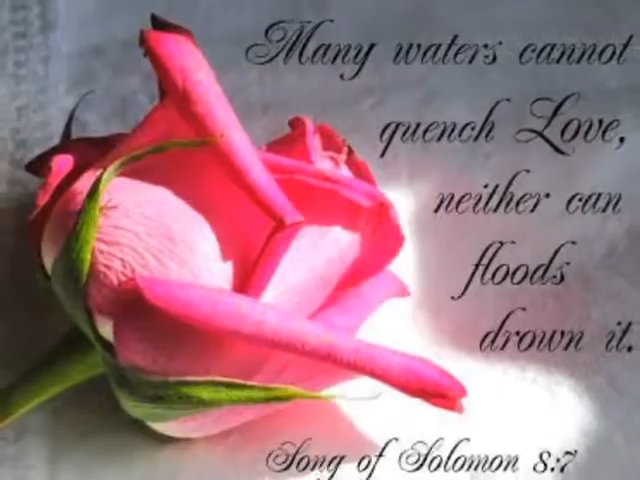 Many waters cannot
quench Love,
neither can
floods
drown it.
Song of Solomon 8:7